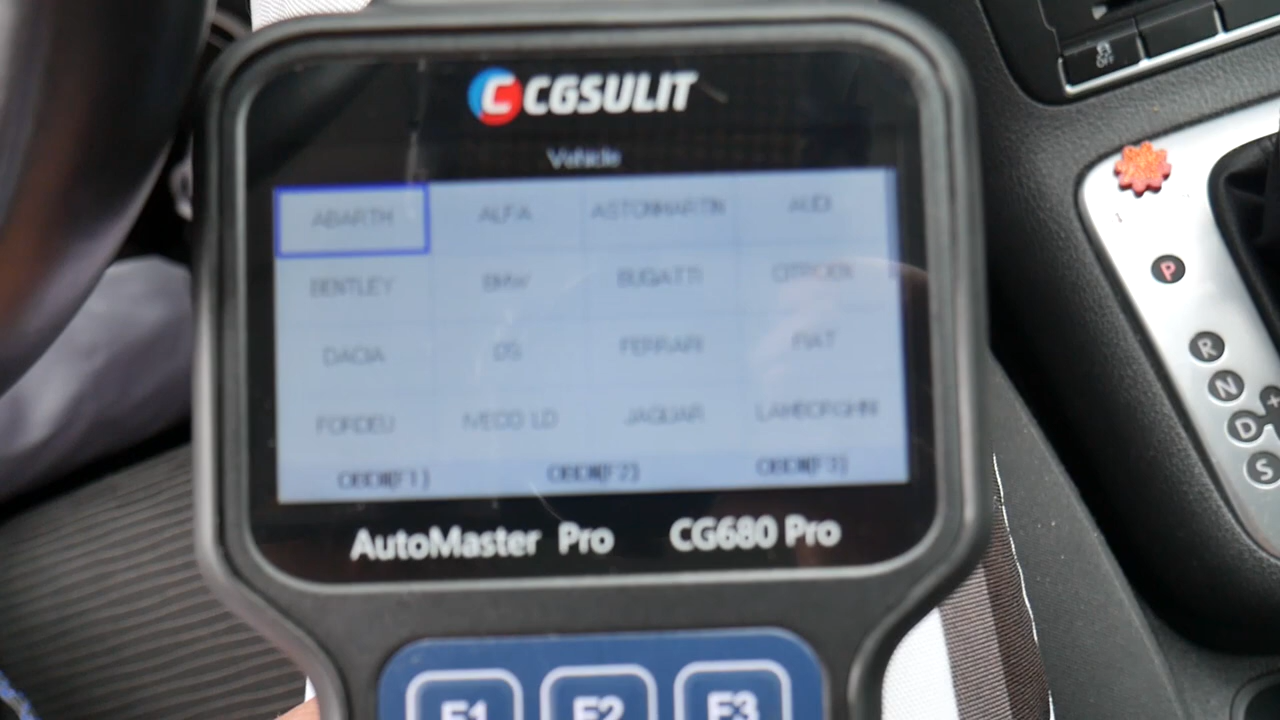 CGSULIT
Vehicle
ABARTH ALFA ASTONMARTIN AUDI
BENTLEY BMW BUGATTI CITROEN
DACIA DS FERRARI FIAT
FORDEU IVECO LD JAGUAR LAMBORGHINI
OBDII(F1) OBDII(F2) OBDII(F3)
AutoMaster Pro CG680 Pro
F1 F2 F3
OFF
P
R
N
D +
S